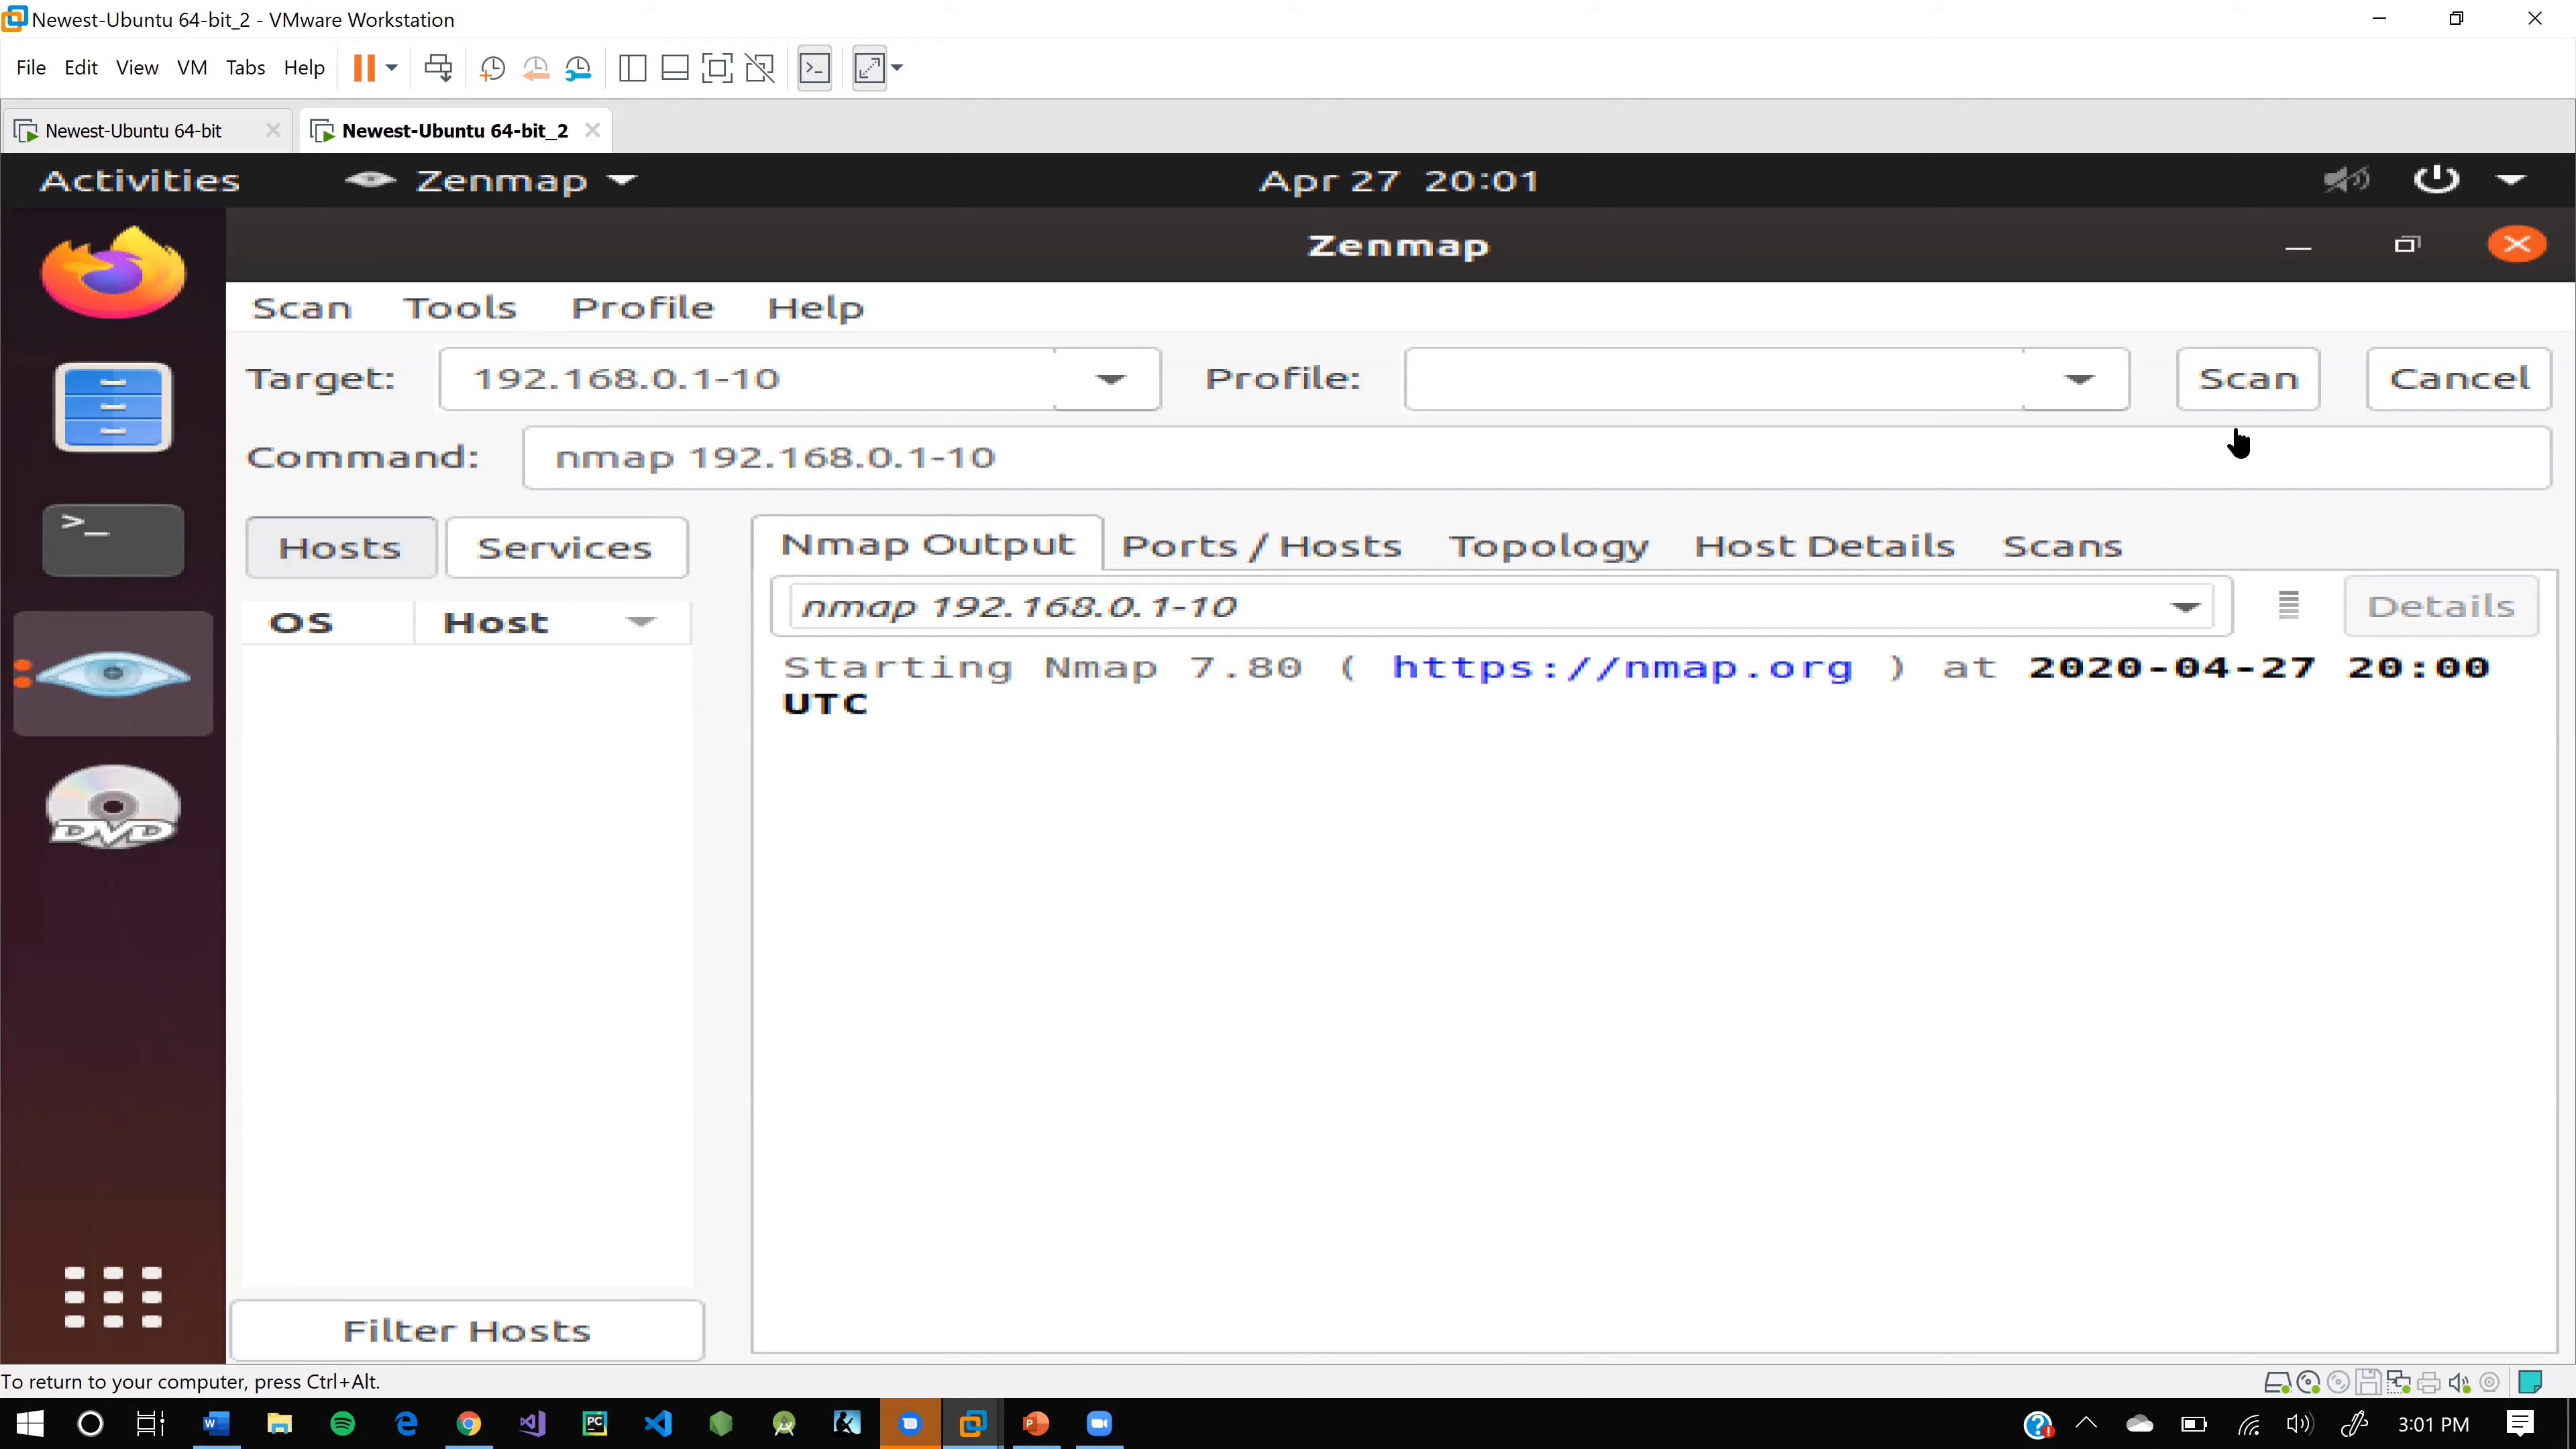 Newest-Ubuntu 64-bit_2 - VMware Workstation
File Edit View VM Tabs Help
Newest-Ubuntu 64-bit
Newest-Ubuntu 64-bit_2
Activities Zenmap Apr 27 20:01
Zenmap
Scan Tools Profile Help
Target: 192.168.0.1-10 Profile: Scan Cancel
Command: nmap 192.168.0.1-10
Hosts Services Nmap Output Ports / Hosts Topology Host Details Scans
nmap 192.168.0.1-10 Details
OS Host
Starting Nmap 7.80 ( https://nmap.org ) at 2020-04-27 20:00
UTC
>_
DVD
Filter Hosts
To return to your computer, press Ctrl+Alt.
3:01 PM